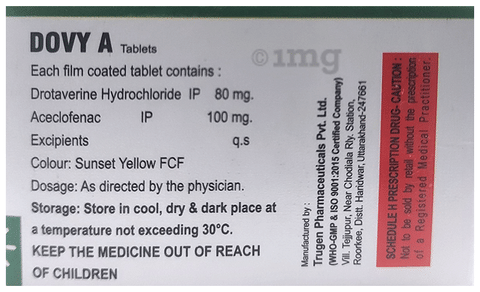 DOVY A Tablets
©1mg
Each film coated tablet contains :
Drotaverine Hydrochloride IP 80 mg.
Aceclofenac IP 100 mg.
Excipients q.s
Colour: Sunset Yellow FCF
Dosage: As directed by the physician.
Storage: Store in cool, dry & dark place at
a temperature not exceeding 30°C.
KEEP THE MEDICINE OUT OF REACH
OF CHILDREN
Manufactured by :
Trugen Pharmaceuticals Pvt. Ltd.
(WHO-GMP & ISO 9001:2015 Certified Company)
Vill. Tejjupur, Near Chodiala Rly. Station,
Roorkee, Distt. Haridwar, Uttarakhand-247661
SCHEDULE H PRESCRIPTION DRUG- CAUTION :
Not to be sold by retail without the prescription
of a Registered Medical Practitioner.